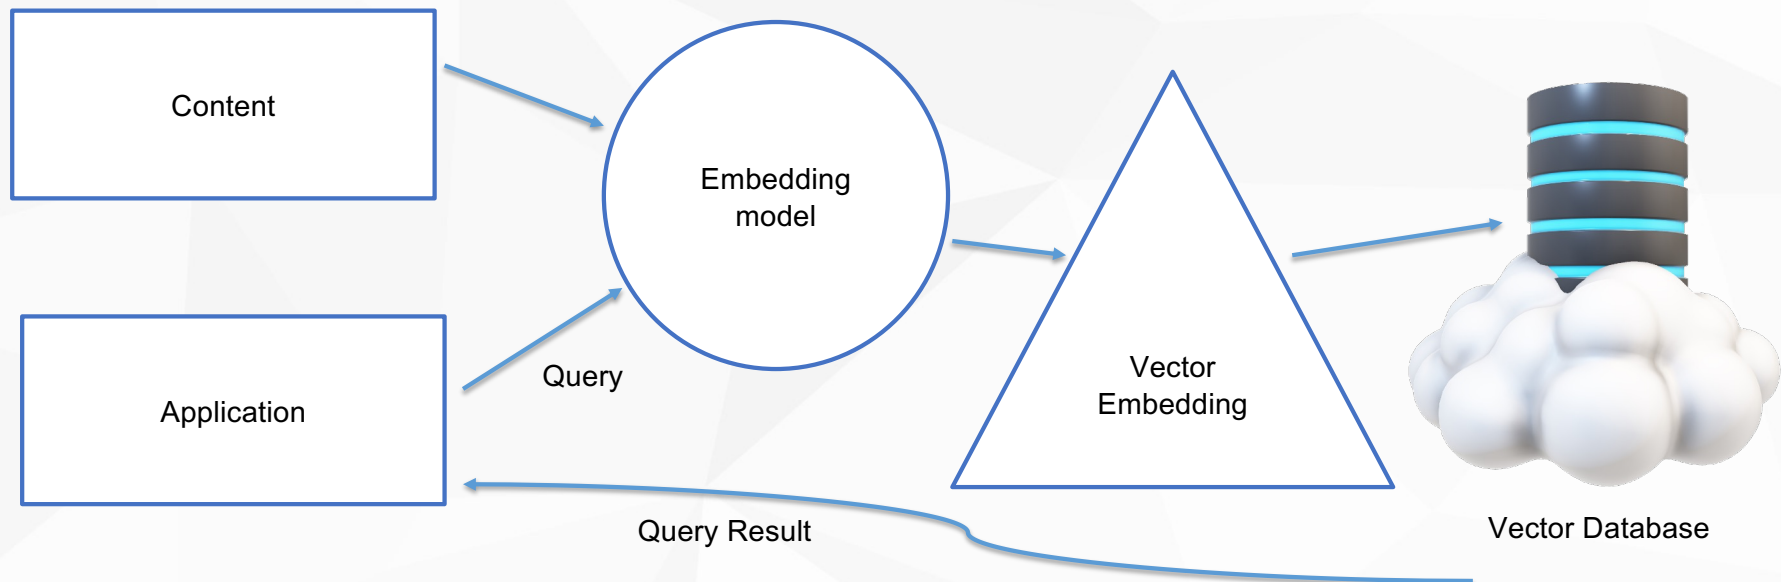 Content
Embedding
model
Query
Application
Vector
Embedding
Query Result
Vector Database